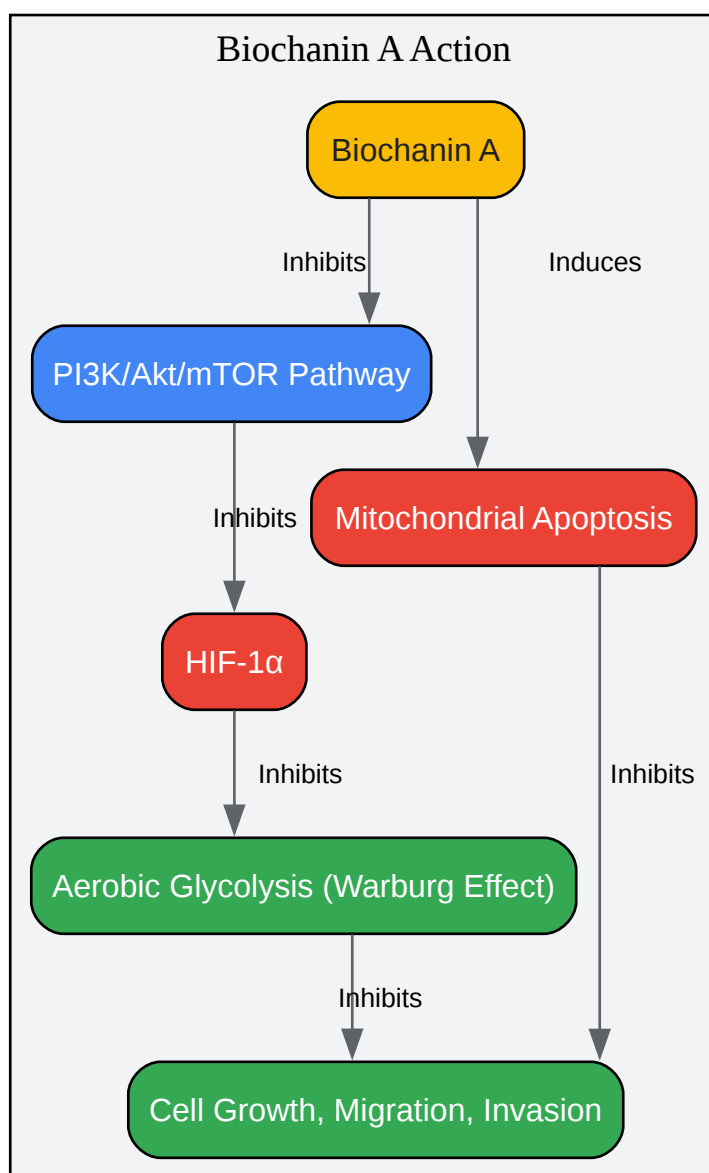 Biochanin A Action
Biochanin A
Inhibits
Induces
PI3K/Akt/mTOR Pathway
Inhibits
Mitochondrial Apoptosis
HIF-1α
Inhibits
Inhibits
Aerobic Glycolysis (Warburg Effect)
Inhibits
Cell Growth, Migration, Invasion